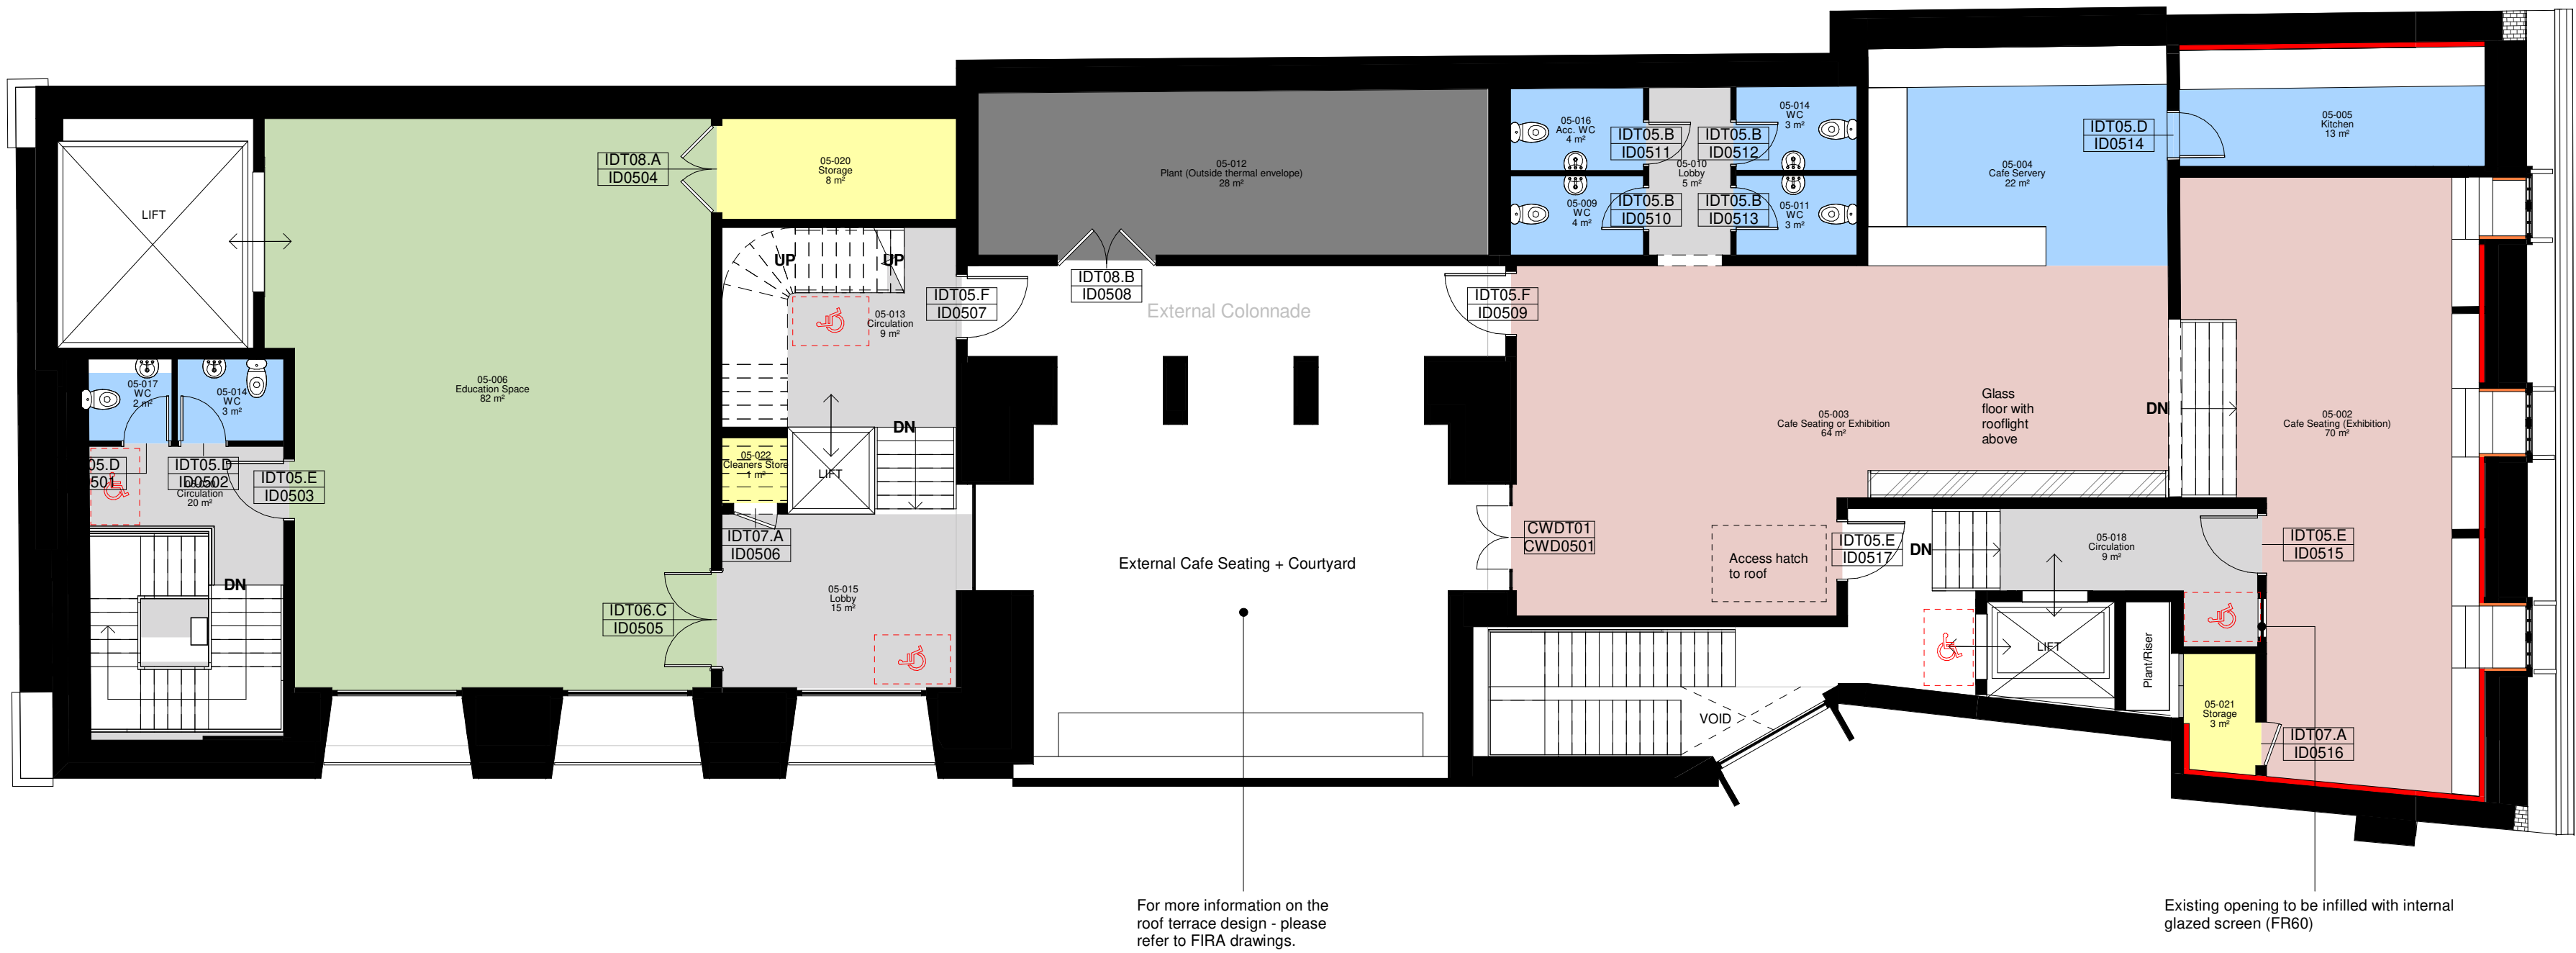 LIFT
05-017
WC
2 m²
05-014
WC
3 m²
05.D
0501
IDT05.D
ID0502
Circulation
20 m²
IDT05.E
ID0503
DN
05-006
Education Space
82 m²
IDT08.A
ID0504
05-020
Storage
8 m²
UP
UP
05-013
Circulation
9 m²
DN
05-022
Cleaners Store
1 m²
LIFT
IDT07.A
ID0506
IDT06.C
ID0505
05-015
Lobby
15 m²
IDT05.F
ID0507
05-012
Plant (Outside thermal envelope)
28 m²
IDT08.B
ID0508
External Colonnade
External Cafe Seating + Courtyard
For more information on the
roof terrace design - please
refer to FIRA drawings.
IDT05.F
ID0509
05-016
Acc. WC
4 m²
IDT05.B
ID0511
05-009
WC
4 m²
IDT05.B
ID0510
05-010
Lobby
5 m²
IDT05.B
ID0512
05-014
WC
3 m²
IDT05.B
ID0513
05-011
WC
3 m²
05-004
Cafe Servery
22 m²
IDT05.D
ID0514
05-005
Kitchen
13 m²
05-003
Cafe Seating or Exhibition
64 m²
Glass
floor with
rooflight
above
DN
05-002
Cafe Seating (Exhibition)
70 m²
CWDT01
CWD0501
Access hatch
to roof
IDT05.E
ID0517
DN
05-018
Circulation
9 m²
IDT05.E
ID0515
LIFT
Plant/Riser
VOID
05-021
Storage
3 m²
IDT07.A
ID0516
Existing opening to be infilled with internal
glazed screen (FR60)